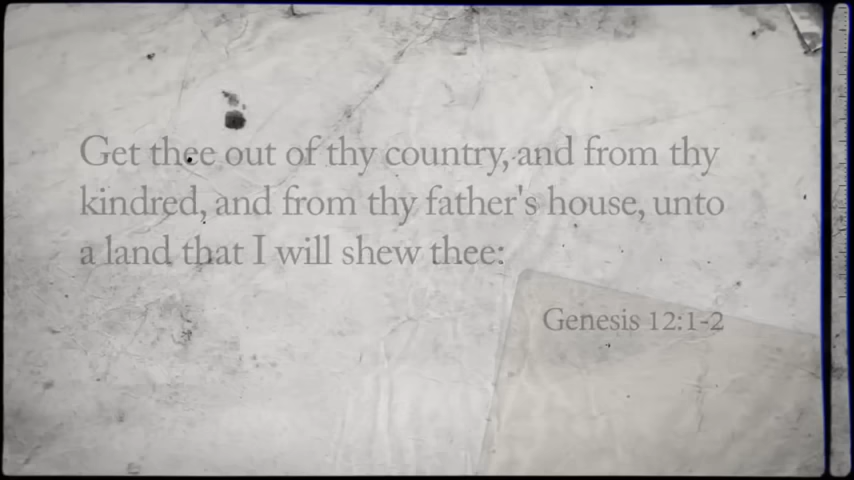 Get thee out of thy country, and from thy
kindred, and from thy father's house, unto
a land that I will shew thee:
Genesis 12:1-2